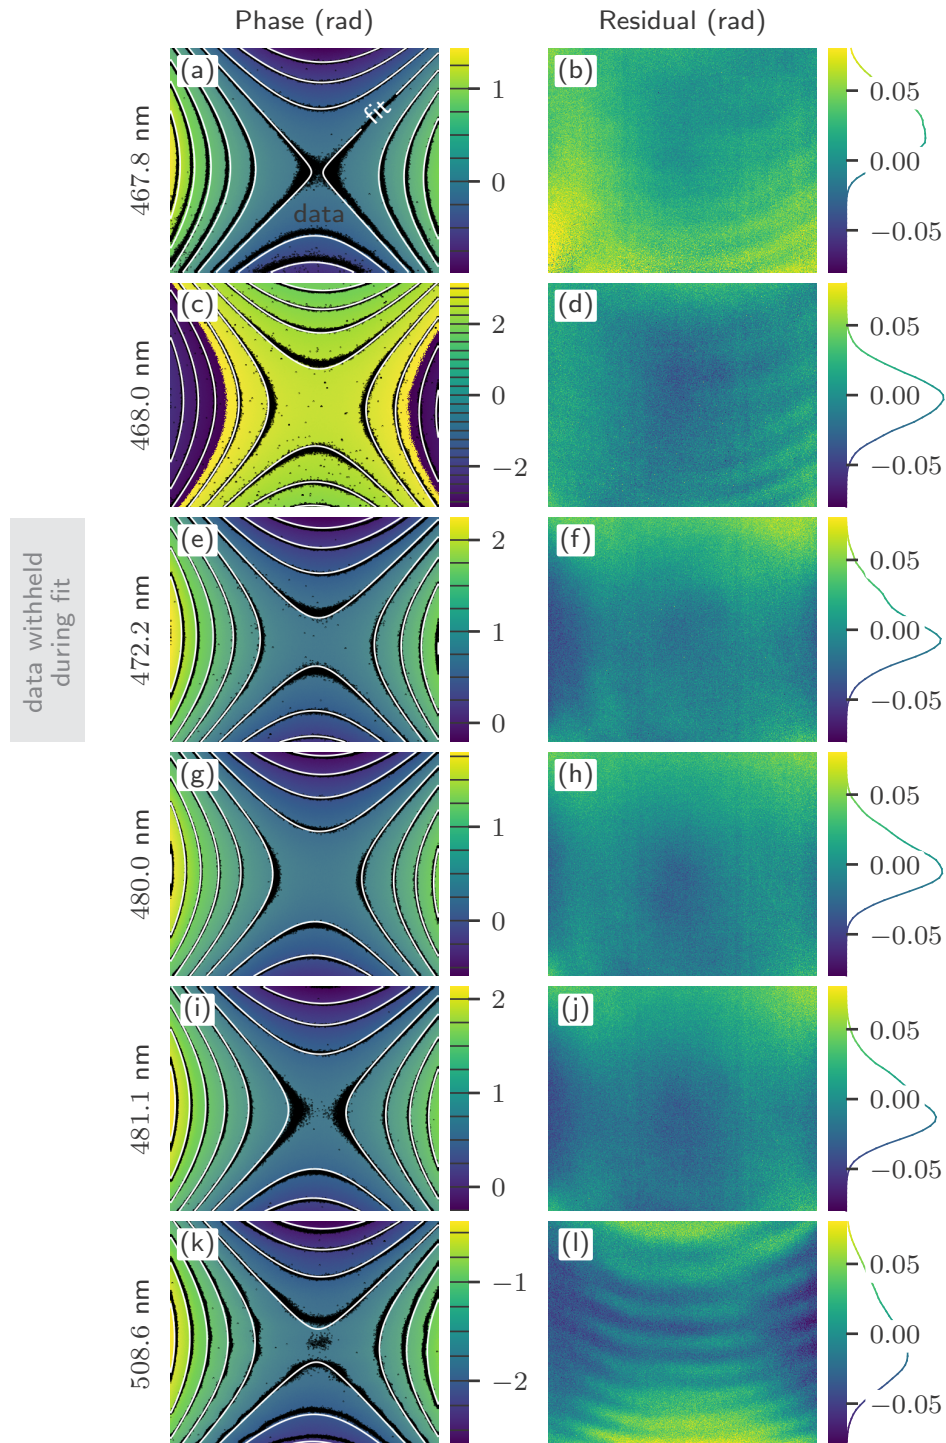 Phase (rad)
Residual (rad)
467.8 nm
(a)
fit
data
1
0
(b)
0.05
0.00
−0.05
468.0 nm
(c)
2
0
−2
(d)
0.05
0.00
−0.05
data withheld
during fit
472.2 nm
(e)
2
1
0
(f)
0.05
0.00
−0.05
480.0 nm
(g)
1
0
(h)
0.05
0.00
−0.05
481.1 nm
(i)
2
1
0
(j)
0.05
0.00
−0.05
508.6 nm
(k)
−1
−2
(l)
0.05
0.00
−0.05